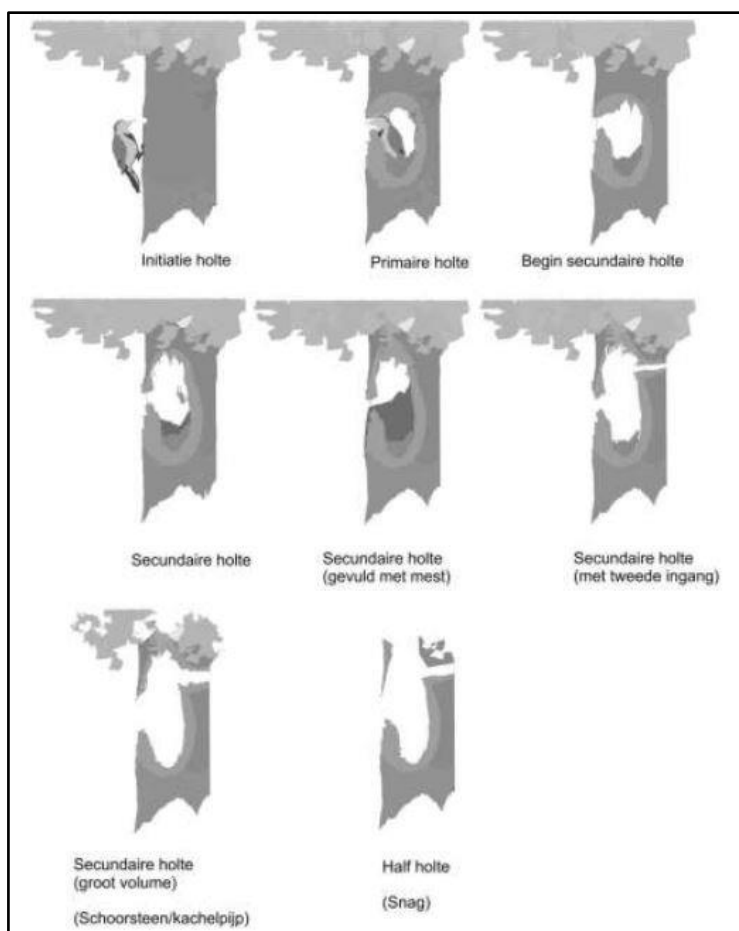 Initiatie holte
Primaire holte
Begin secundaire holte
Secundaire holte
Secundaire holte
(gevuld met mest)
Secundaire holte
(met tweede ingang)
Secundaire holte
(groot volume)
(Schoorsteen/kachelpijp)
Half holte
(Snag)